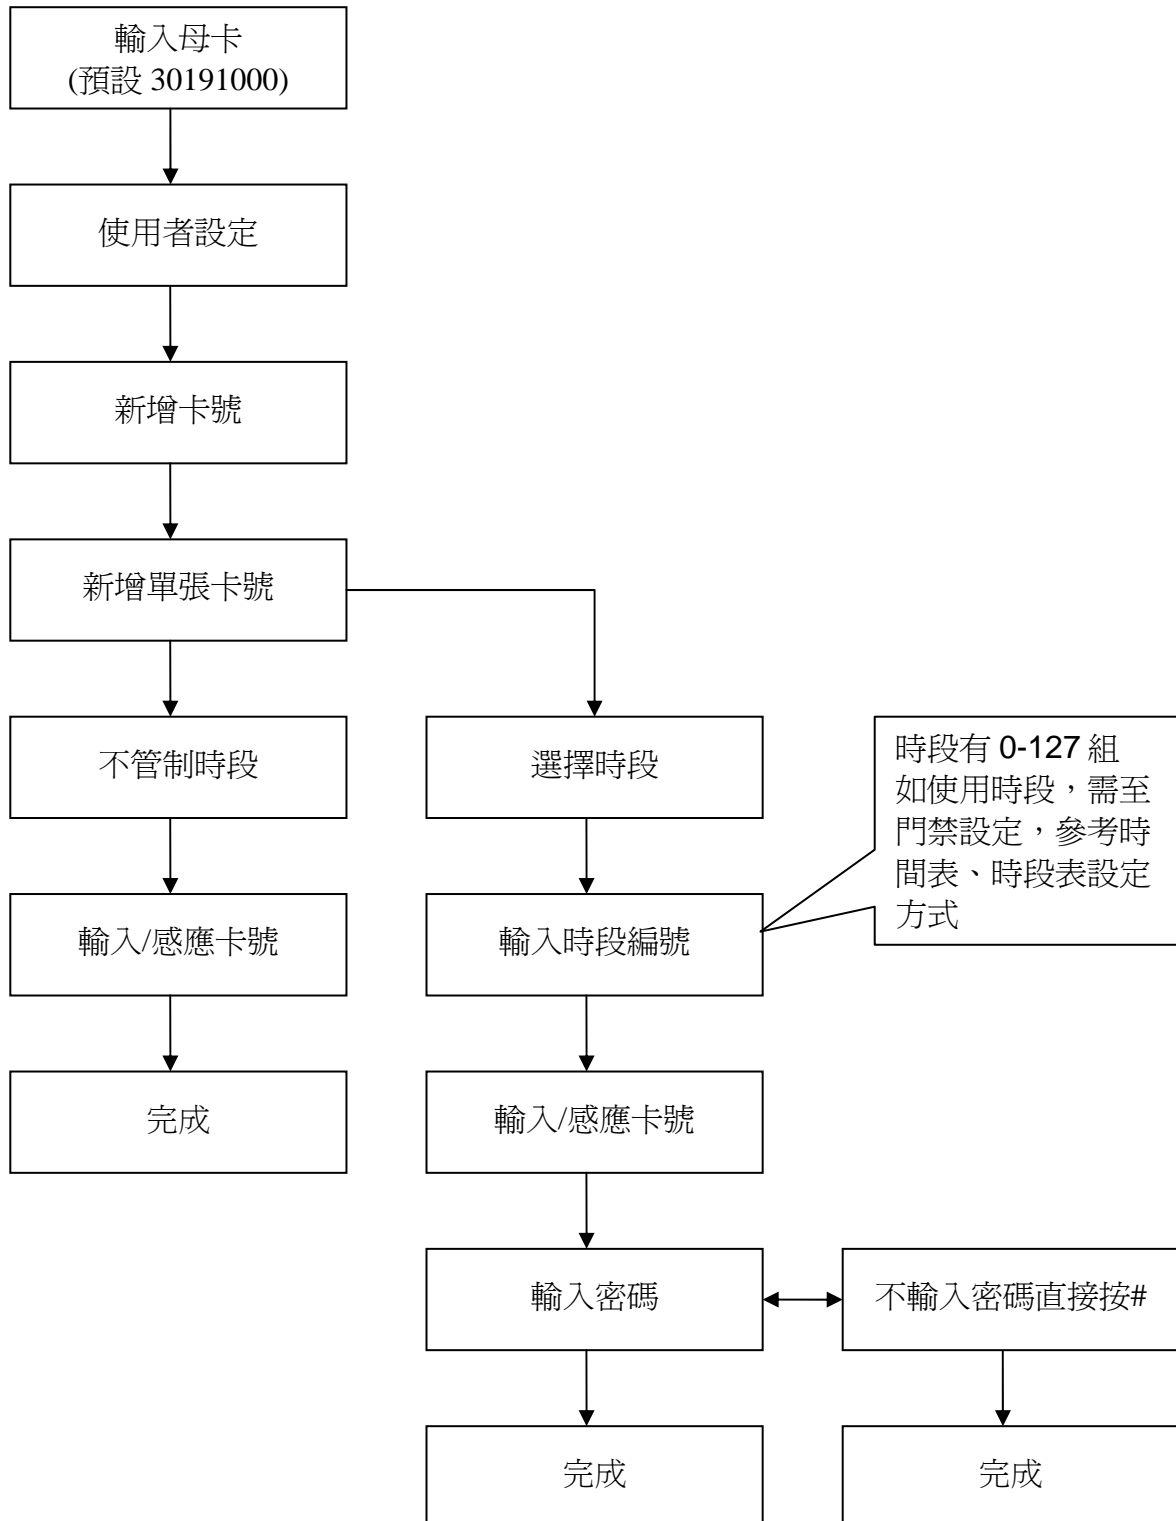 輸入母卡
(預設 30191000)
使用者設定
新增卡號
新增單張卡號
不管制時段
選擇時段
時段有 0-127 組
如使用時段，需至
門禁設定，參考時
間表、時段表設定
方式
輸入/感應卡號
輸入時段編號
完成
輸入/感應卡號
輸入密碼
不輸入密碼直接按#
完成
完成